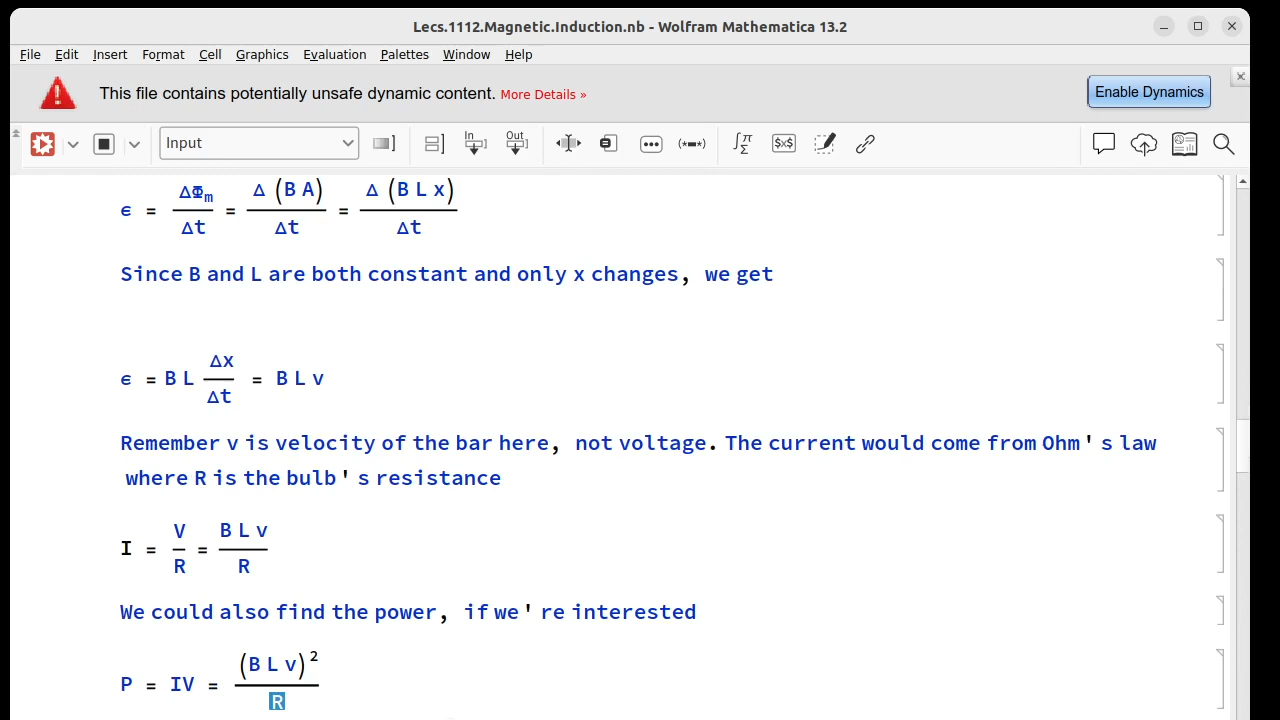 Lecs.1112.Magnetic.Induction.nb - Wolfram Mathematica 13.2
File Edit Insert Format Cell Graphics Evaluation Palettes Window Help
This file contains potentially unsafe dynamic content. More Details »
Enable Dynamics
Input
In Out ∫π Σ $x$
ϵ = ΔΦm/Δt = Δ (B A)/Δt = Δ (B L x)/Δt
Since B and L are both constant and only x changes, we get
ϵ = B L Δx/Δt = B L v
Remember v is velocity of the bar here, not voltage. The current would come from Ohm ' s law
where R is the bulb ' s resistance
I = V/R = B L v/R
We could also find the power, if we ' re interested
P = IV = (B L v)²/R